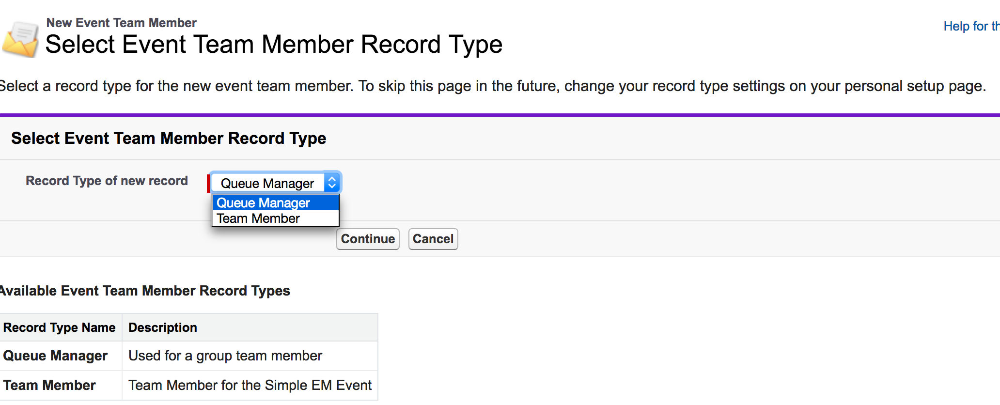 New Event Team Member
Help for th
Select Event Team Member Record Type
Select a record type for the new event team member. To skip this page in the future, change your record type settings on your personal setup page.
Select Event Team Member Record Type
Record Type of new record
Queue Manager
Queue Manager
Team Member
Continue Cancel
Available Event Team Member Record Types
Record Type Name Description
Queue Manager Used for a group team member
Team Member Team Member for the Simple EM Event